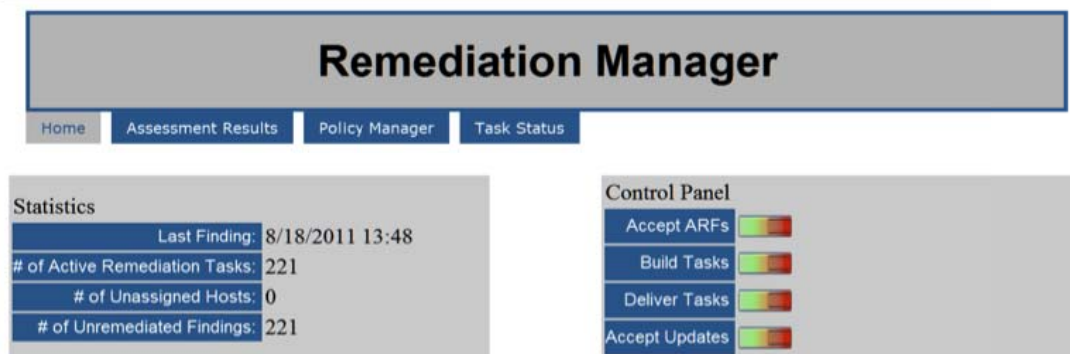 Remediation Manager
Home Assessment Results Policy Manager Task Status
Statistics
Last Finding: 8/18/2011 13:48
# of Active Remediation Tasks: 221
# of Unassigned Hosts: 0
# of Unremediated Findings: 221
Control Panel
Accept ARFs
Build Tasks
Deliver Tasks
Accept Updates